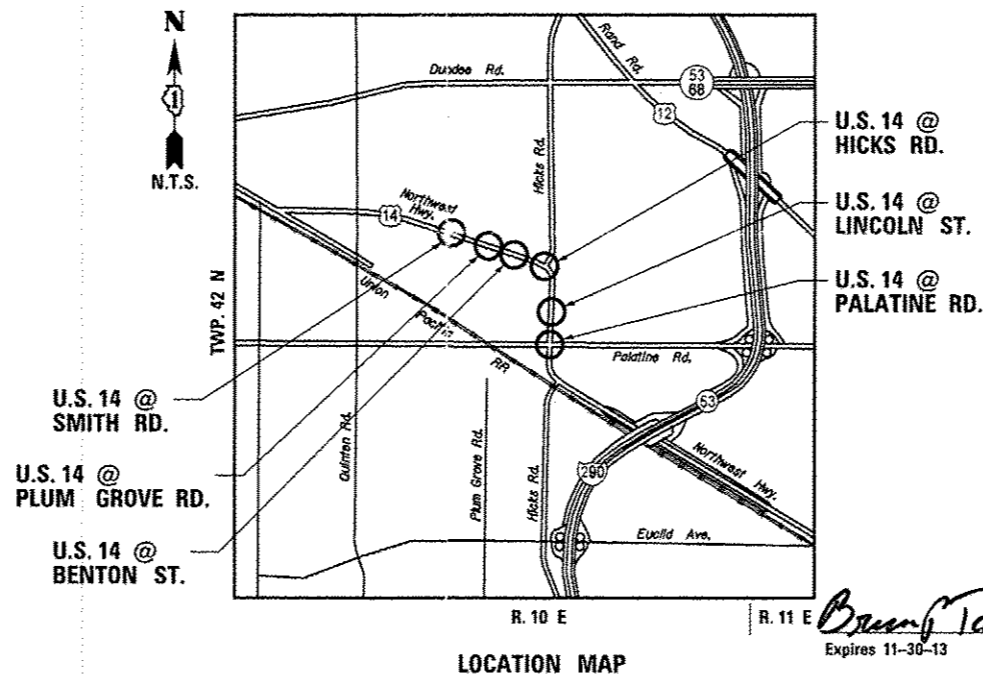 N
1
N.T.S.
Dundee Rd.
53
68
Rand Rd.
12
Hicks Rd.
14
Northwest
Hwy.
U.S. 14 @
HICKS RD.
U.S. 14 @
LINCOLN ST.
U.S. 14 @
PALATINE RD.
TWP. 42 N
Union
Pacific
RR
Palatine Rd.
U.S. 14 @
SMITH RD.
U.S. 14 @
PLUM GROVE RD.
U.S. 14 @
BENTON ST.
Quinten Rd.
Plum Grove Rd.
Hicks Rd.
53
290
Northwest Hwy.
Euclid Ave.
R. 10 E
R. 11 E
Expires 11-30-13
LOCATION MAP